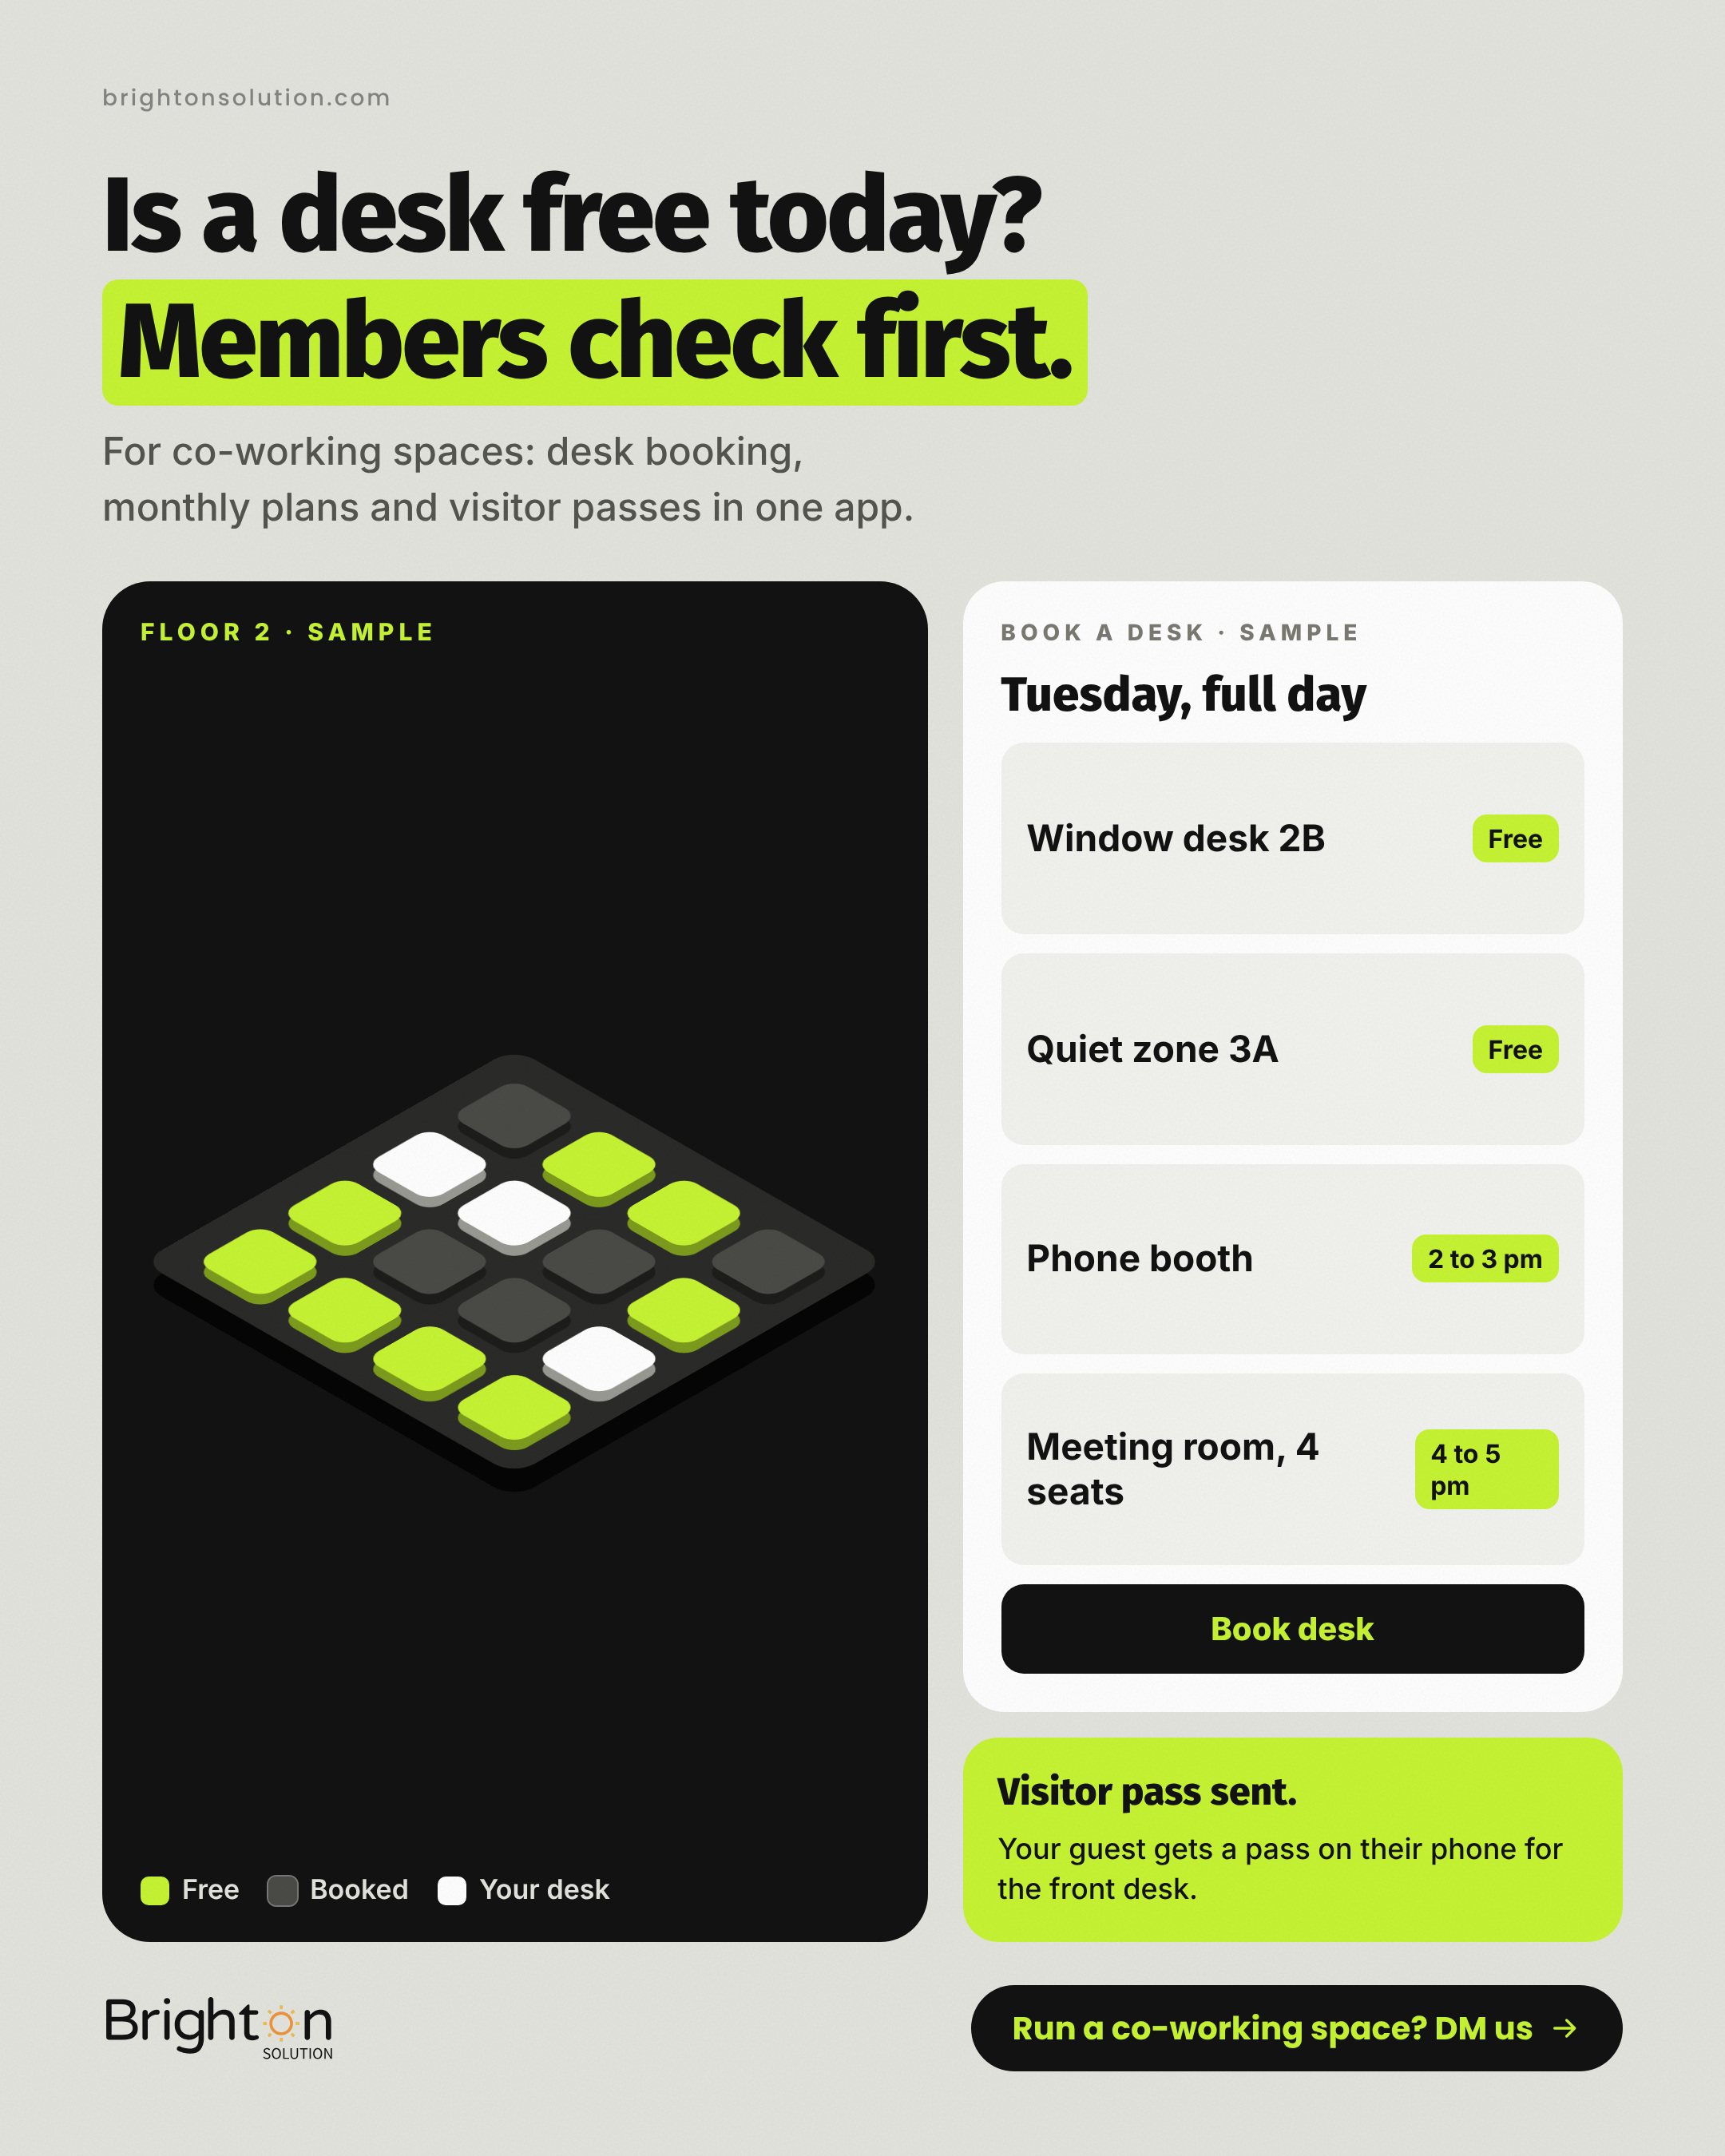 brightonsolution.com
Is a desk free today?
Members check first.
For co-working spaces: desk booking,
monthly plans and visitor passes in one app.
FLOOR 2 · SAMPLE
Free
Booked
Your desk
BOOK A DESK · SAMPLE
Tuesday, full day
Window desk 2B
Free
Quiet zone 3A
Free
Phone booth
2 to 3 pm
Meeting room, 4
seats
4 to 5
pm
Book desk
Visitor pass sent.
Your guest gets a pass on their phone for
the front desk.
Brighton
SOLUTION
Run a co-working space? DM us →